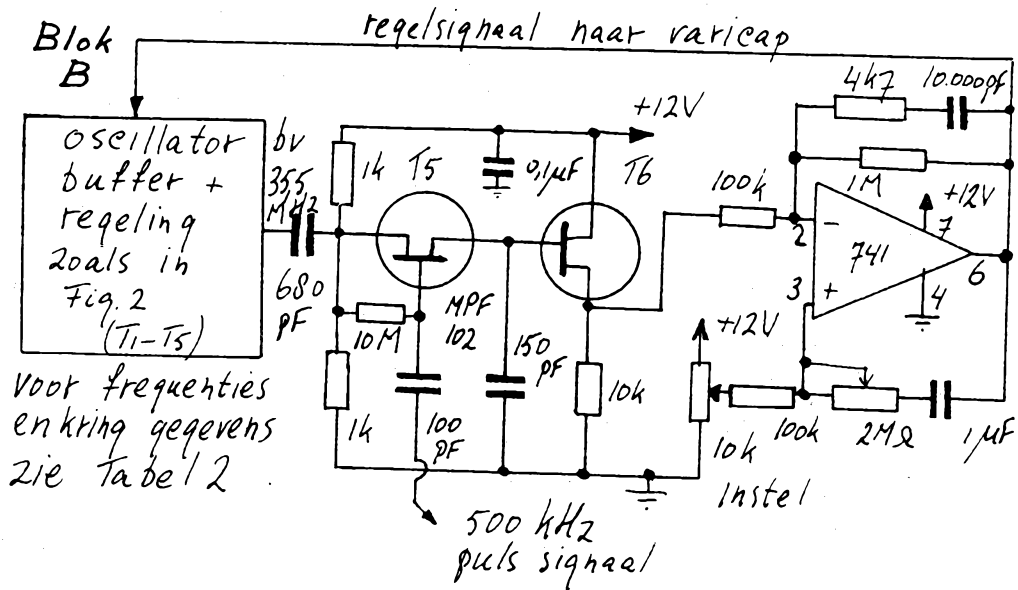 regelsignaal naar varicap
Blok
B
oscillator
buffer +
regeling
zoals in
Fig. 2
(T1-T5)
voor frequenties
en kring gegevens
zie Tabel 2
bv
35,5
MHz
680
pF
1k
T5
0,1µF
+12V
T6
10M
MPF
102
1k
100
pF
150
pF
10k
500 kHz
puls signaal
100k
4k7
10.000pf
1M
+12V
2
-
7
741
6
3
+
4
+12V
10k
instel
100k
2MΩ
1µF